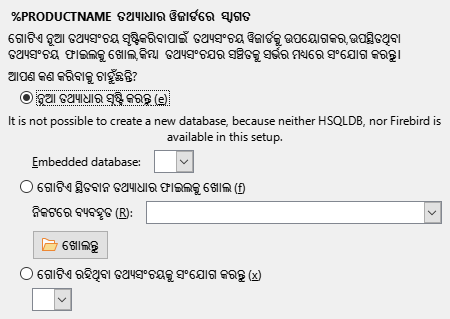 %PRODUCTNAME ତଥ୍ୟାଧାର ୱିଜାର୍ଡରେ ସ୍ୱାଗତ
ଗୋଟିଏ ନୂଆ ତଥ୍ୟସଂଚୟ ସୃଷ୍ଟିକରିବାପାଇଁ ତଥ୍ୟସଂଚୟ ୱିଜାର୍ଡକୁ ଉପଯୋଗକର,ଉପସ୍ଥିତଥିବା
ତଥ୍ୟସଂଚୟ ଫାଇଲକୁ ଖୋଲ,କିମ୍ବା ତଥ୍ୟସଂଚଯର ସଞ୍ଚିତକୁ ସର୍ଭର ମଧ୍ୟରେ ସଂଯୋଗ କରନ୍ତୁ।
ଆପଣ କଣ କରିବାକୁ ଚାହୁଁଛନ୍ତି?
ନୂଆ ତଥ୍ୟାଧାର ସୃଷ୍ଟି କରନ୍ତୁ (e)
It is not possible to create a new database, because neither HSQLDB, nor Firebird is
available in this setup.
Embedded database:
ଗୋଟିଏ ସ୍ଥିତବାନ ତଥ୍ୟାଧାର ଫାଇଲକୁ ଖୋଲ (f)
ନିକଟରେ ବ୍ୟବହୃତ (R):
ଖୋଲନ୍ତୁ
ଗୋଟିଏ ରହିଥିବା ତଥ୍ୟସଂଚୟକୁ ସଂଯୋଗ କରନ୍ତୁ (x)